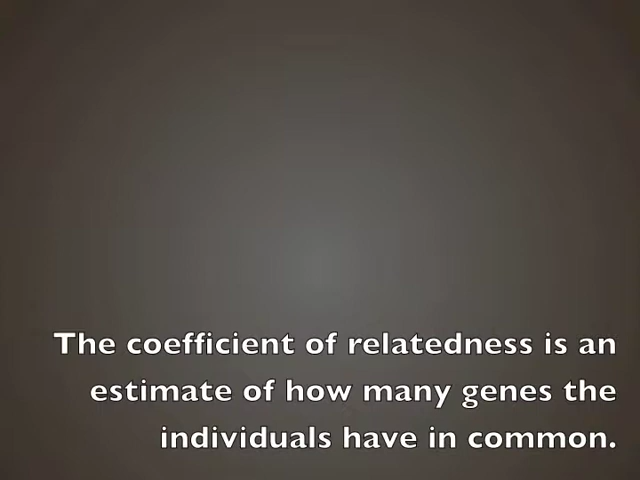 The coefficient of relatedness is an
estimate of how many genes the
individuals have in common.